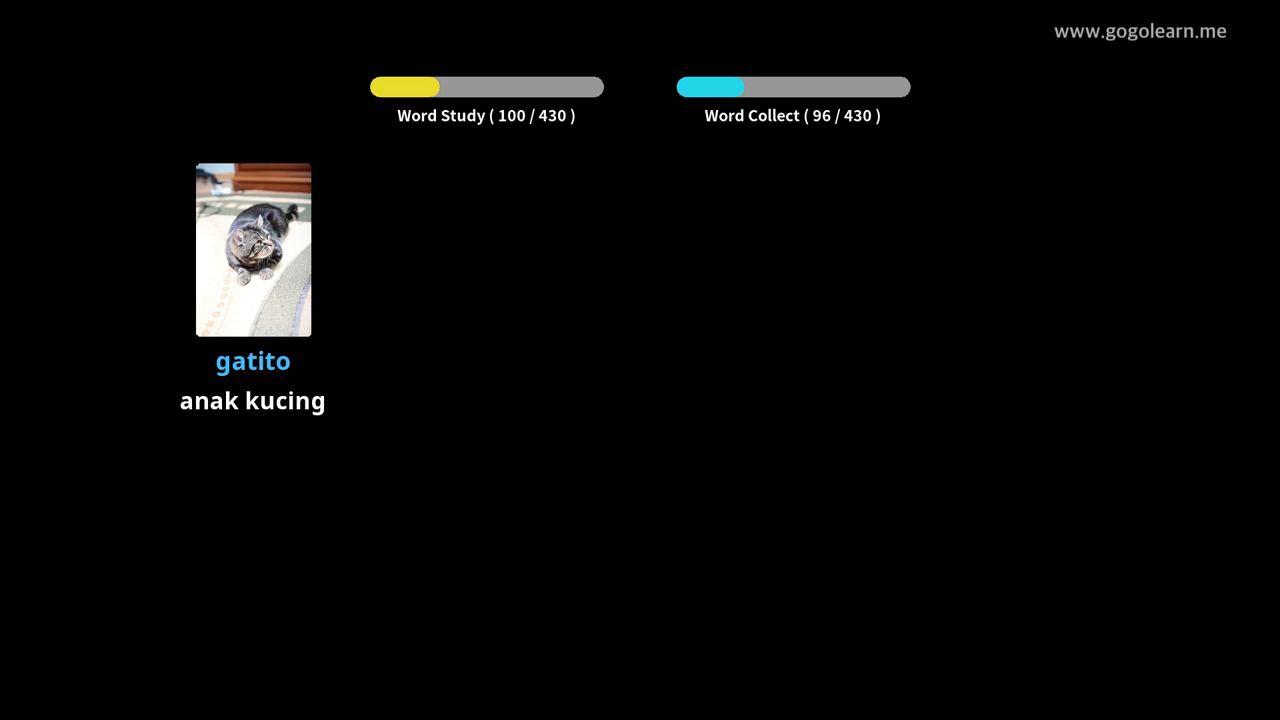 www.gogolearn.me
Word Study ( 100 / 430 )
Word Collect ( 96 / 430 )
gatito
anak kucing